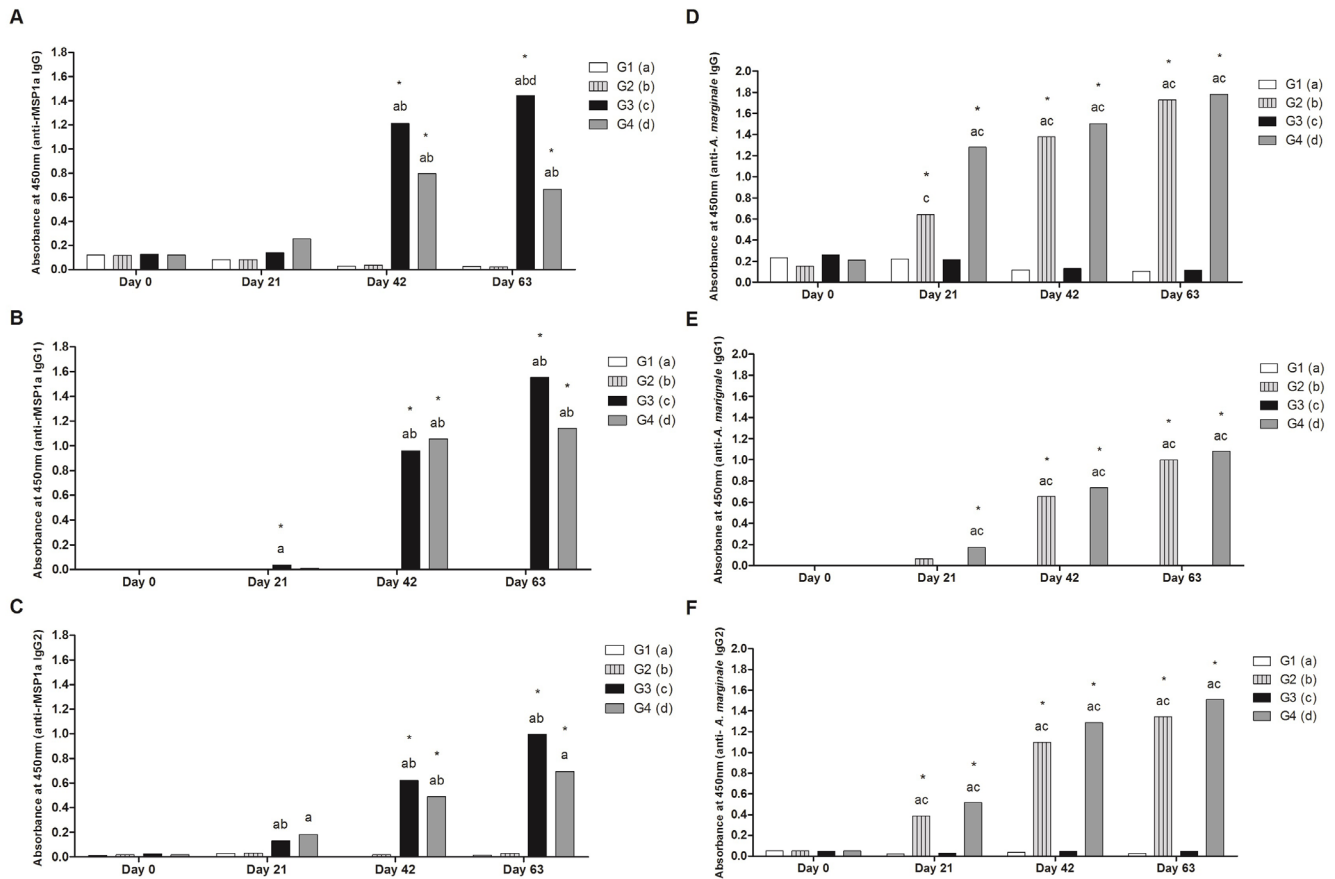 A
Absorbance at 450nm (anti-rMSP1a IgG)
1.8
1.6
1.4
1.2
1.0
0.8
0.6
0.4
0.2
0.0
* ab
* ab
* abd
* ab
Day 0 Day 21 Day 42 Day 63
G1 (a)
G2 (b)
G3 (c)
G4 (d)
B
Absorbance at 450nm (anti-rMSP1a IgG1)
1.8
1.6
1.4
1.2
1.0
0.8
0.6
0.4
0.2
0.0
* a
* ab
* ab
* ab
* ab
Day 0 Day 21 Day 42 Day 63
G1 (a)
G2 (b)
G3 (c)
G4 (d)
C
Absorbance at 450nm (anti-rMSP1a IgG2)
1.8
1.6
1.4
1.2
1.0
0.8
0.6
0.4
0.2
0.0
ab
a
* ab
* ab
* ab
* a
Day 0 Day 21 Day 42 Day 63
G1 (a)
G2 (b)
G3 (c)
G4 (d)
D
Absorbance at 450nm (anti-A. marginale IgG)
2.0
1.8
1.6
1.4
1.2
1.0
0.8
0.6
0.4
0.2
0.0
* c
* ac
* ac
* ac
* ac
* ac
Day 0 Day 21 Day 42 Day 63
G1 (a)
G2 (b)
G3 (c)
G4 (d)
E
Absorbane at 450nm (anti-A. marignale IgG1)
2.0
1.8
1.6
1.4
1.2
1.0
0.8
0.6
0.4
0.2
0.0
* ac
* ac
* ac
* ac
* ac
Day 0 Day 21 Day 42 Day 63
G1 (a)
G2 (b)
G3 (c)
G4 (d)
F
Absorbance at 450nm (anti- A. marginale IgG2)
2.0
1.8
1.6
1.4
1.2
1.0
0.8
0.6
0.4
0.2
0.0
* ac
* ac
* ac
* ac
* ac
* ac
Day 0 Day 21 Day 42 Day 63
G1 (a)
G2 (b)
G3 (c)
G4 (d)